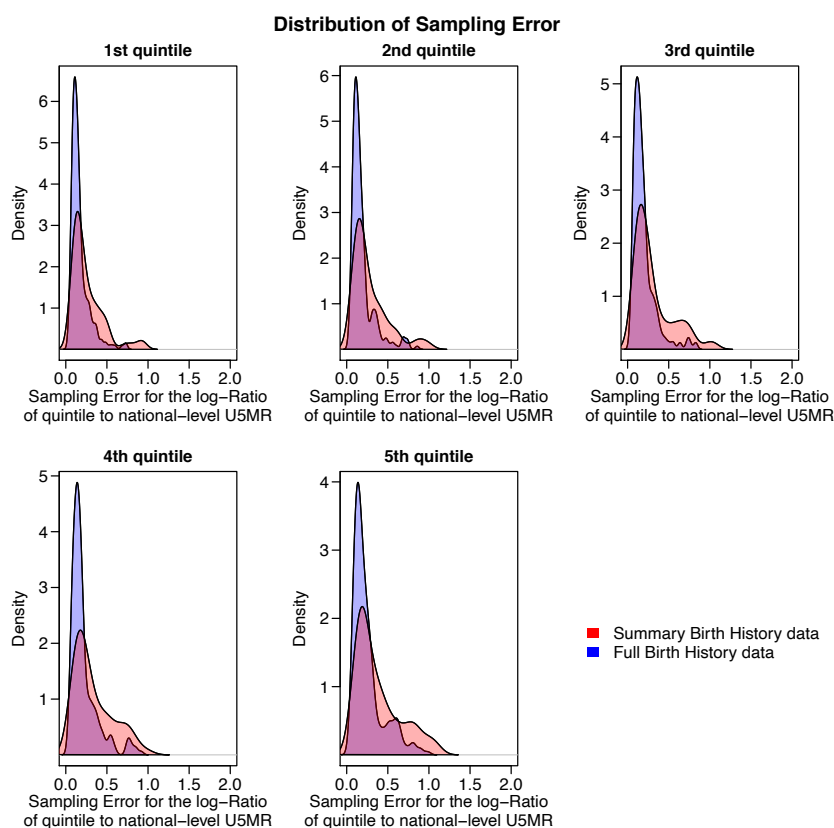 Distribution of Sampling Error
1st quintile
Density
6
5
4
3
2
1
0.0 0.5 1.0 1.5 2.0
Sampling Error for the log−Ratio
of quintile to national−level U5MR
2nd quintile
Density
6
5
4
3
2
1
0.0 0.5 1.0 1.5 2.0
Sampling Error for the log−Ratio
of quintile to national−level U5MR
3rd quintile
Density
5
4
3
2
1
0.0 0.5 1.0 1.5 2.0
Sampling Error for the log−Ratio
of quintile to national−level U5MR
4th quintile
Density
5
4
3
2
1
0.0 0.5 1.0 1.5 2.0
Sampling Error for the log−Ratio
of quintile to national−level U5MR
5th quintile
Density
4
3
2
1
0.0 0.5 1.0 1.5 2.0
Sampling Error for the log−Ratio
of quintile to national−level U5MR
Summary Birth History data
Full Birth History data